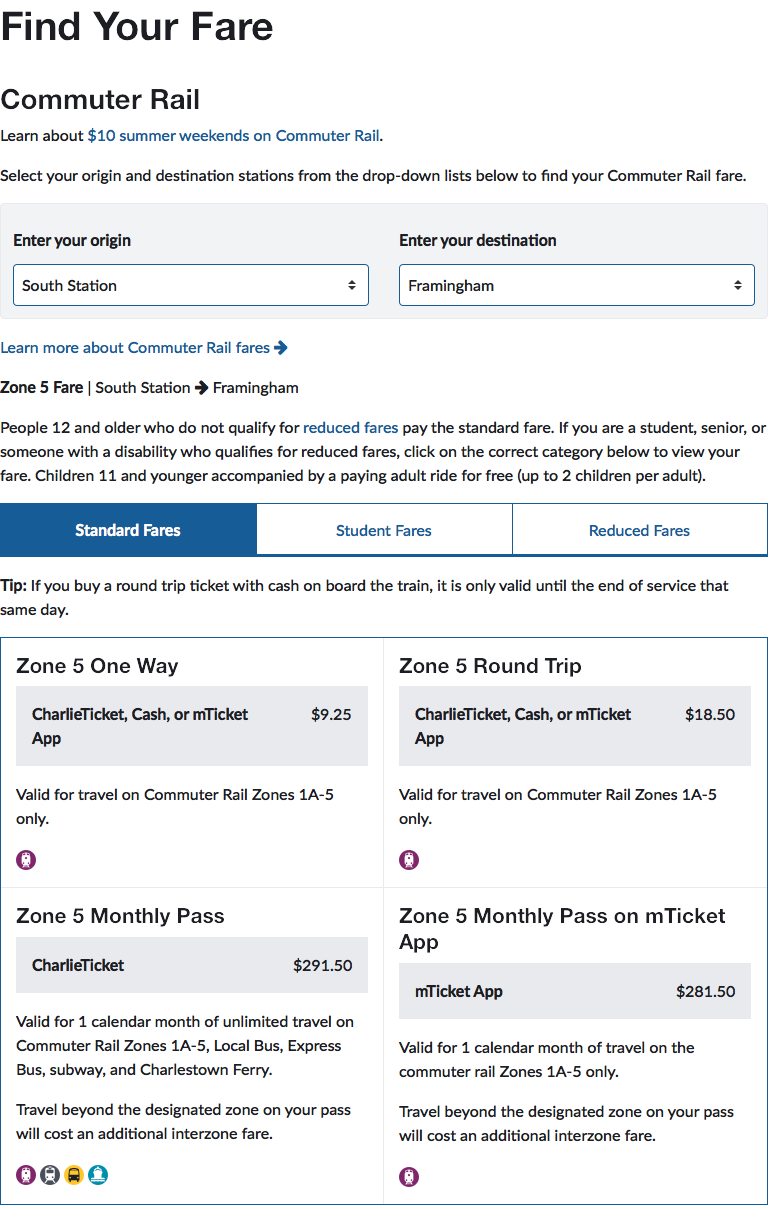 Find Your Fare
Commuter Rail
Learn about $10 summer weekends on Commuter Rail.
Select your origin and destination stations from the drop-down lists below to find your Commuter Rail fare.
Enter your origin
South Station
Enter your destination
Framingham
Learn more about Commuter Rail fares
Zone 5 Fare | South Station → Framingham
People 12 and older who do not qualify for reduced fares pay the standard fare. If you are a student, senior, or
someone with a disability who qualifies for reduced fares, click on the correct category below to view your
fare. Children 11 and younger accompanied by a paying adult ride for free (up to 2 children per adult).
Standard Fares
Student Fares
Reduced Fares
Tip: If you buy a round trip ticket with cash on board the train, it is only valid until the end of service that
same day.
Zone 5 One Way
CharlieTicket, Cash, or mTicket
App
$9.25
Valid for travel on Commuter Rail Zones 1A-5
only.
Zone 5 Round Trip
CharlieTicket, Cash, or mTicket
App
$18.50
Valid for travel on Commuter Rail Zones 1A-5
only.
Zone 5 Monthly Pass
CharlieTicket
$291.50
Valid for 1 calendar month of unlimited travel on
Commuter Rail Zones 1A-5, Local Bus, Express
Bus, subway, and Charlestown Ferry.
Travel beyond the designated zone on your pass
will cost an additional interzone fare.
Zone 5 Monthly Pass on mTicket
App
mTicket App
$281.50
Valid for 1 calendar month of travel on the
commuter rail Zones 1A-5 only.
Travel beyond the designated zone on your pass
will cost an additional interzone fare.